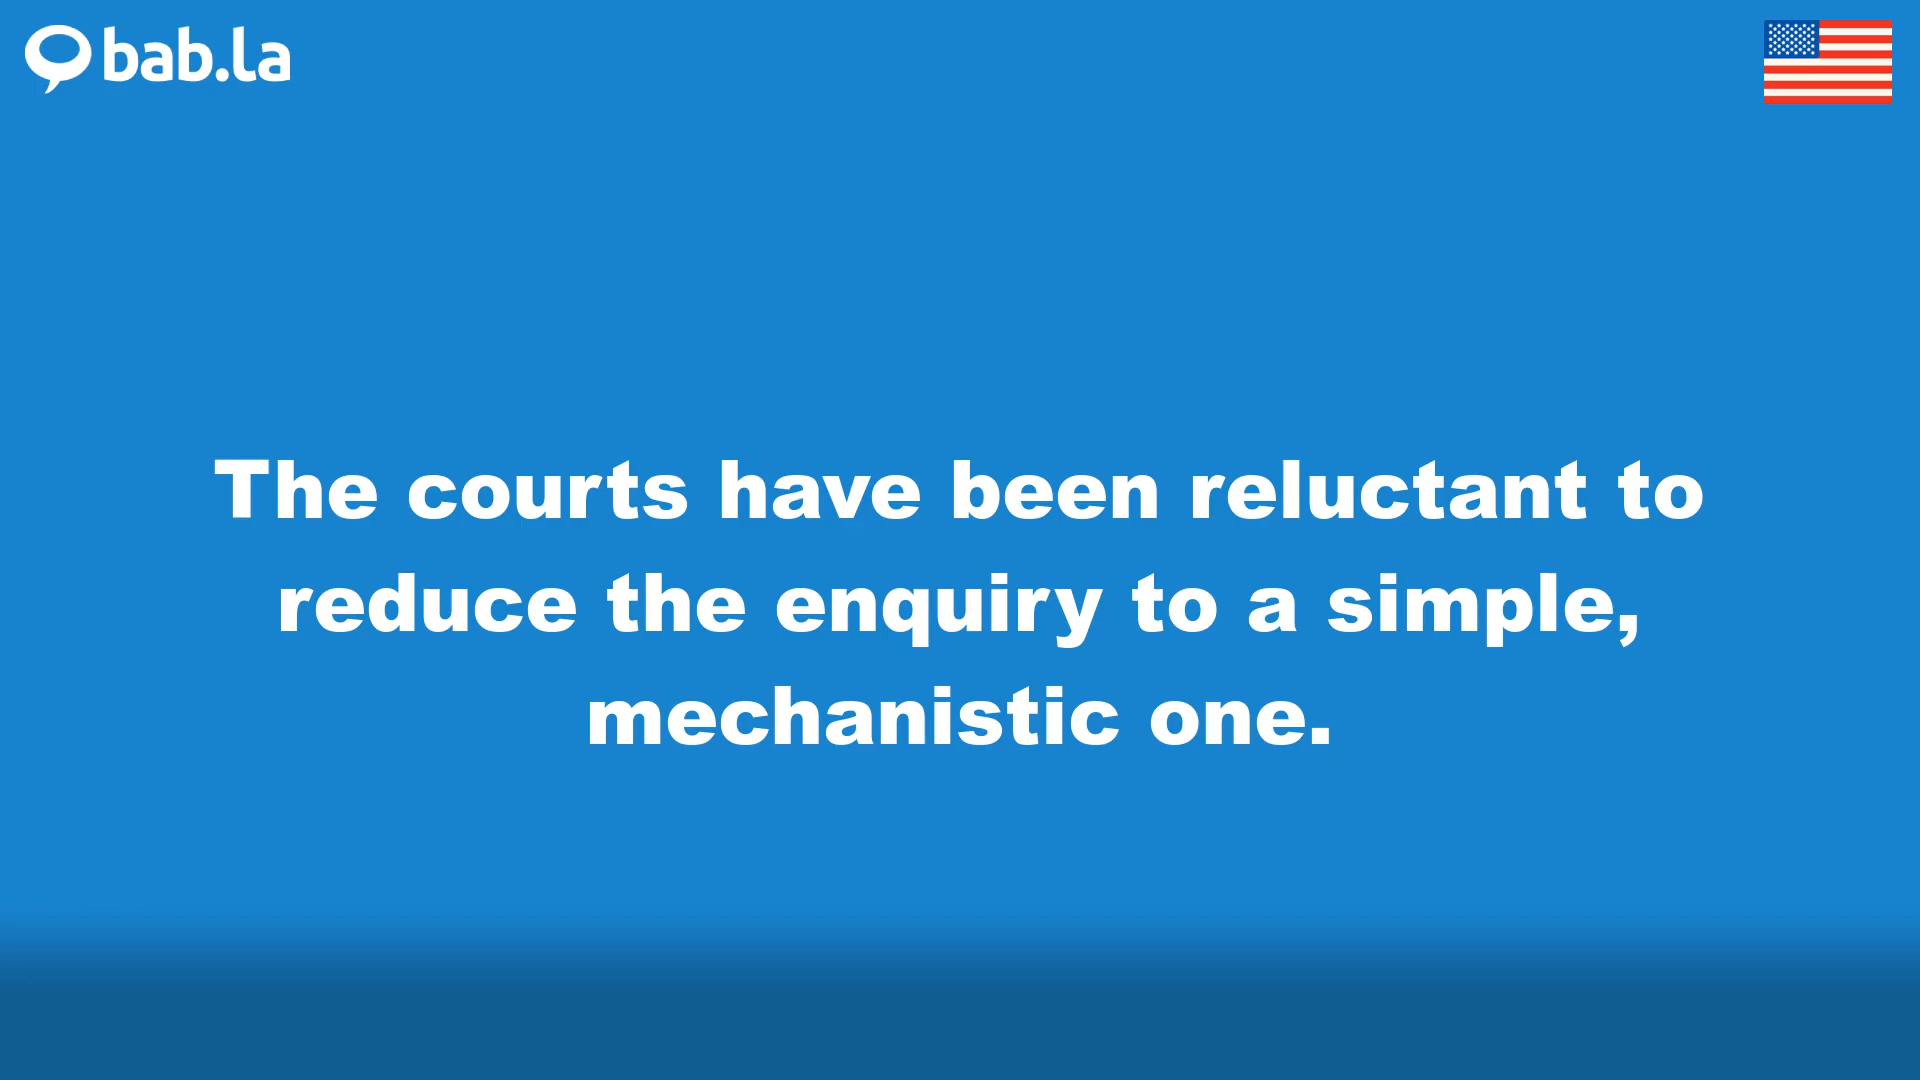 bab.la
The courts have been reluctant to
reduce the enquiry to a simple,
mechanistic one.